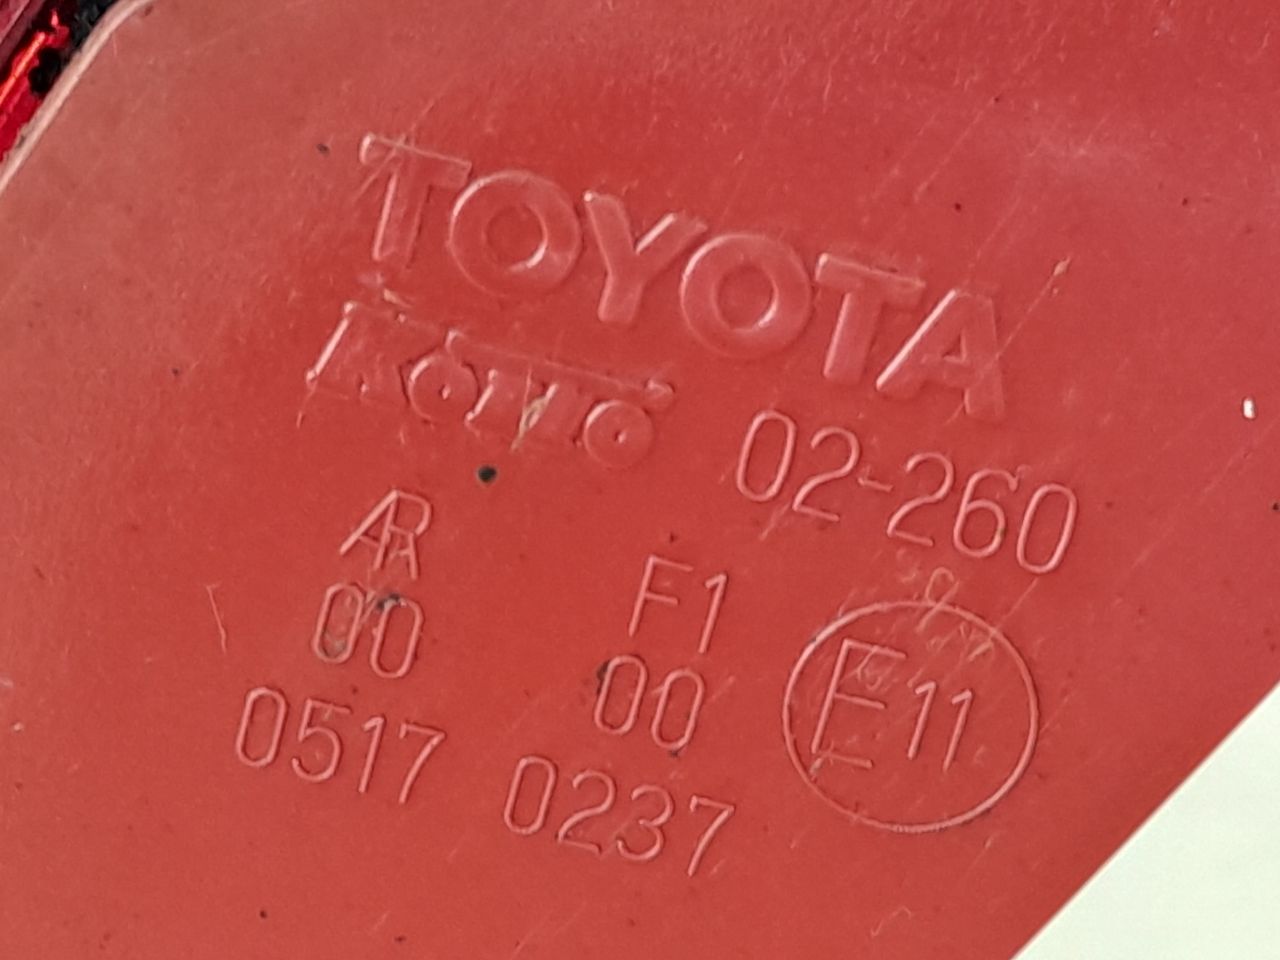 TOYOTA
KOITO 02-260
AR F1
00 00
0517 0237
E11